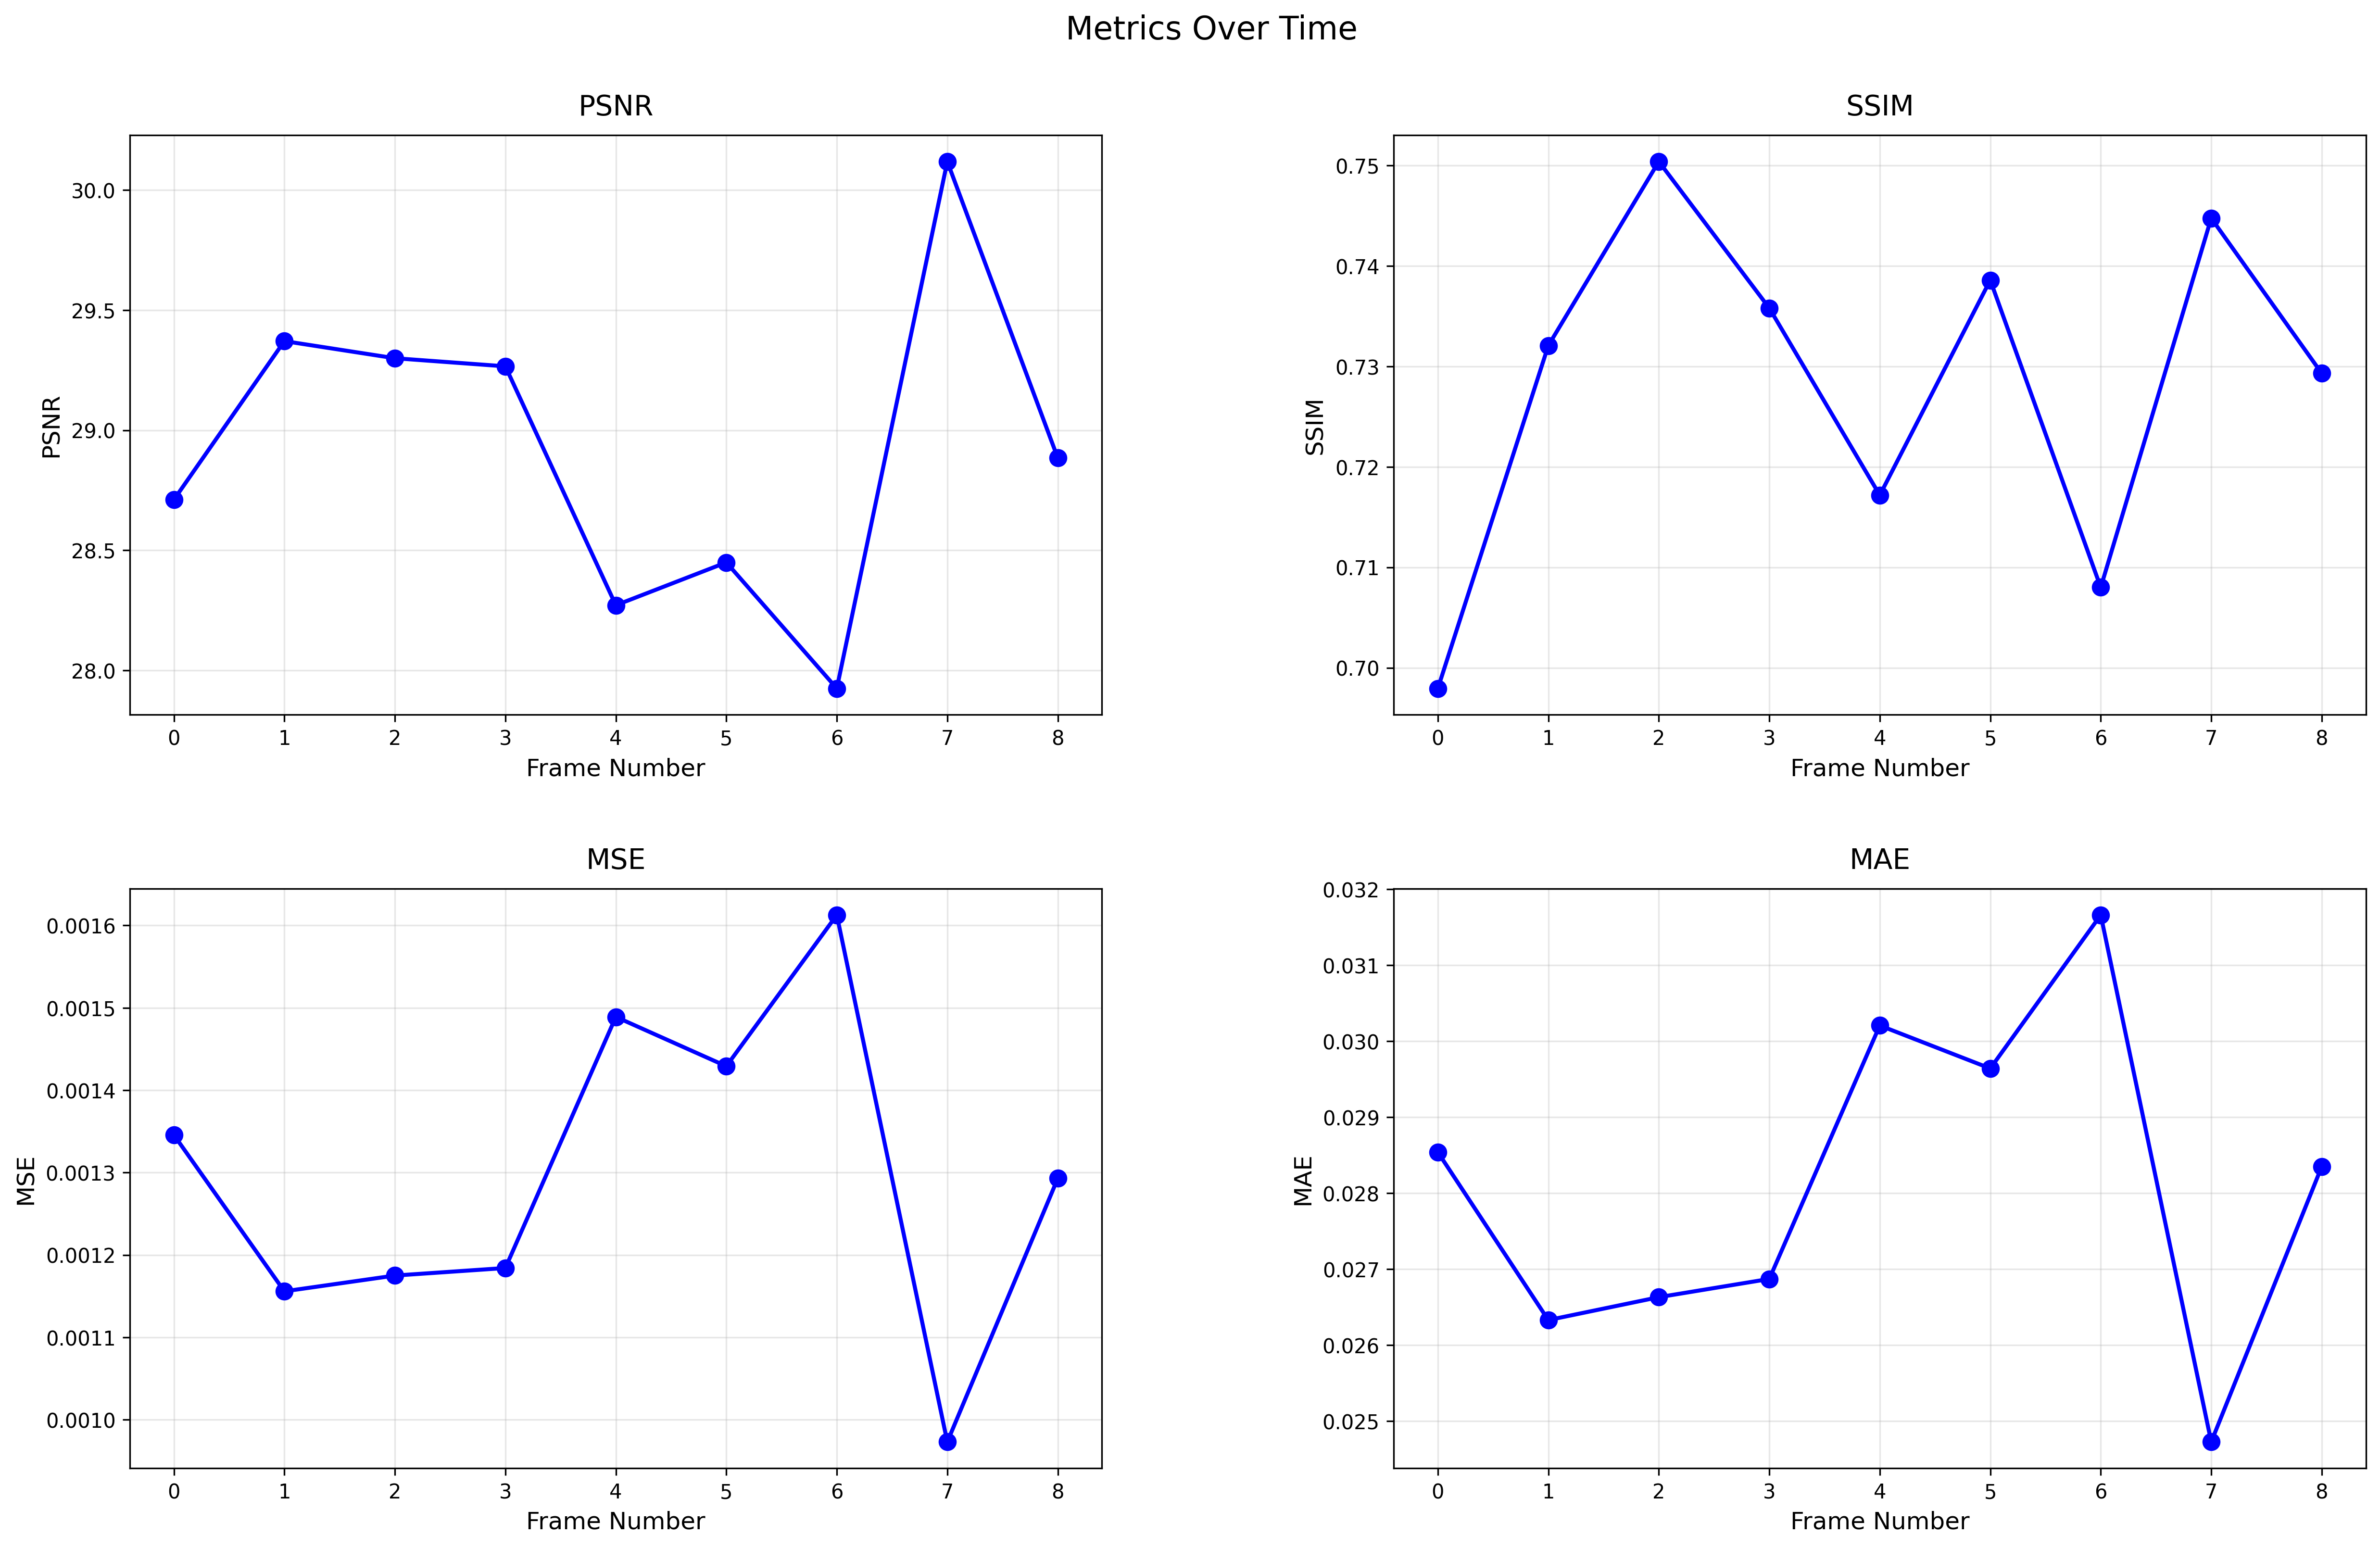 Metrics Over Time
PSNR
PSNR
30.0
29.5
29.0
28.5
28.0
0 1 2 3 4 5 6 7 8
Frame Number
SSIM
SSIM
0.75
0.74
0.73
0.72
0.71
0.70
0 1 2 3 4 5 6 7 8
Frame Number
MSE
MSE
0.0016
0.0015
0.0014
0.0013
0.0012
0.0011
0.0010
0 1 2 3 4 5 6 7 8
Frame Number
MAE
MAE
0.032
0.031
0.030
0.029
0.028
0.027
0.026
0.025
0 1 2 3 4 5 6 7 8
Frame Number